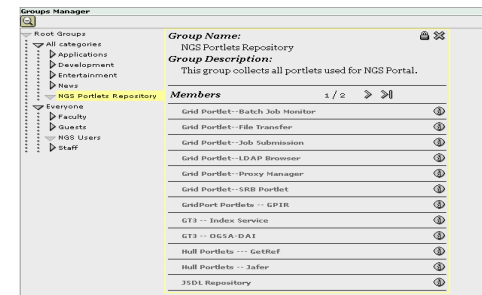 Groups Manager
Root Groups
All categories
Applications
Development
Entertainment
News
NGS Portlets Repository
Everyone
Faculty
Guests
NGS Users
Staff
Group Name:
NGS Portlets Repository
Group Description:
This group collects all portlets used for NGS Portal.
Members 1 / 2
Grid Portlet--Batch Job Monitor
Grid Portlet--File Transfer
Grid Portlet--Job Submission
Grid Portlet--LDAP Browser
Grid Portlet--Proxy Manager
Grid Portlet--SRB Portlet
GridPort Portlets -- GPIR
GT3 -- Index Service
GT3 -- OGSA-DAI
Hull Portlets --- GetRef
Hull Portlets -- Jafer
JSDL Repository